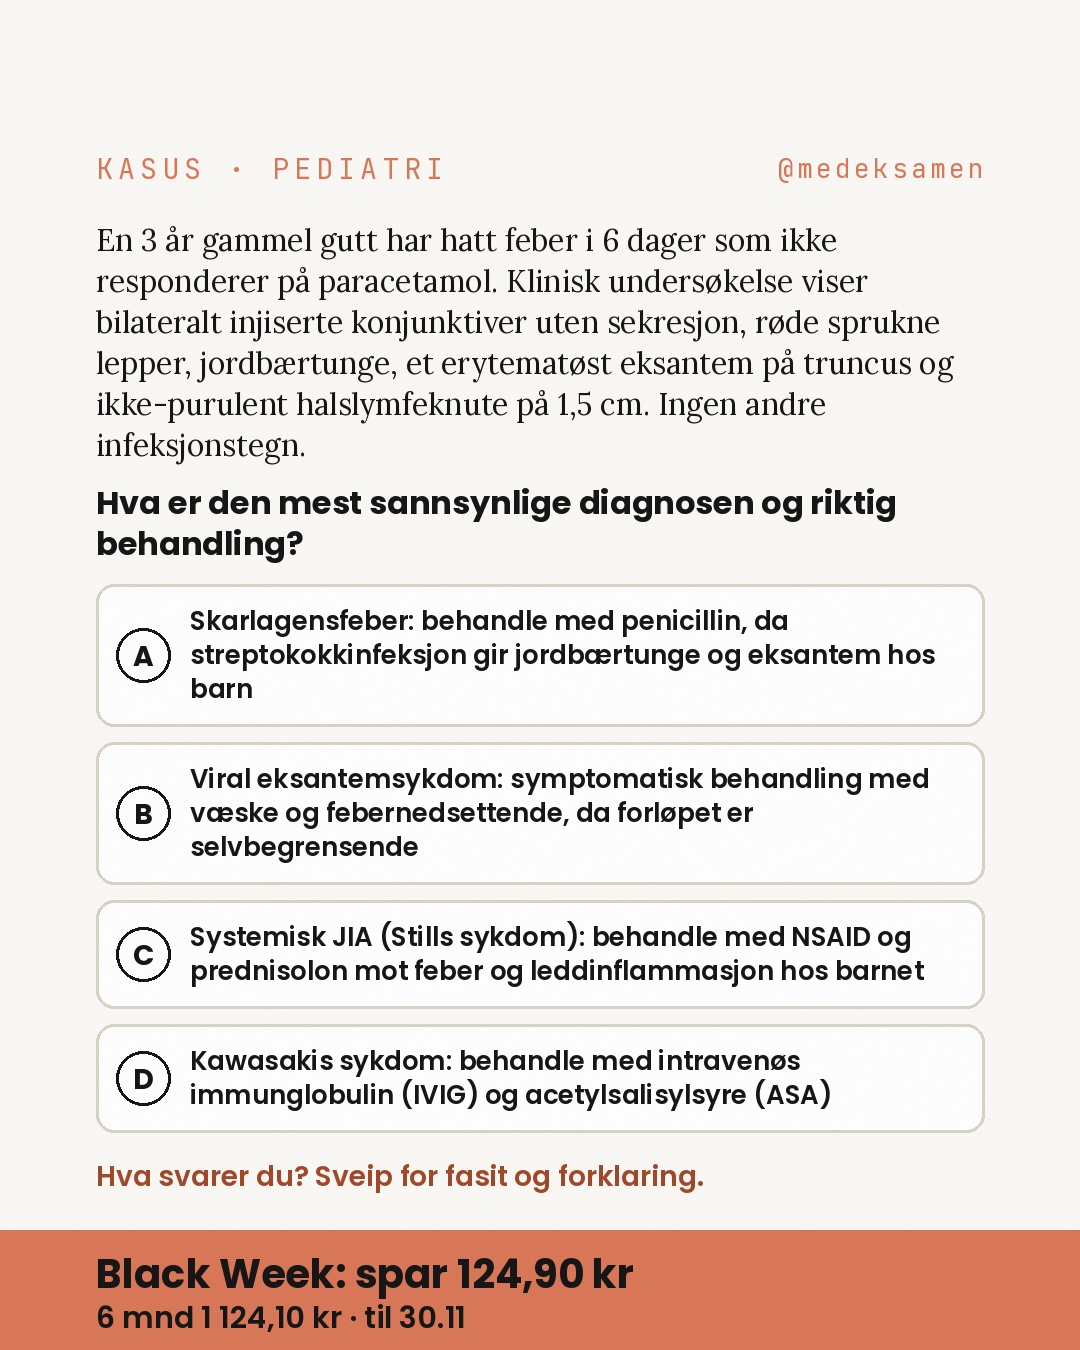 KASUS · PEDIATRI
@medeksamen
En 3 år gammel gutt har hatt feber i 6 dager som ikke
responderer på paracetamol. Klinisk undersøkelse viser
bilateralt injiserte konjunktiver uten sekresjon, røde sprukne
lepper, jordbærtunge, et erytematøst eksantem på truncus og
ikke-purulent halslymfeknute på 1,5 cm. Ingen andre
infeksjonstegn.
Hva er den mest sannsynlige diagnosen og riktig
behandling?
A
Skarlagensfeber: behandle med penicillin, da
streptokokkinfeksjon gir jordbærtunge og eksantem hos
barn
B
Viral eksantemsykdom: symptomatisk behandling med
væske og febernedsettende, da forløpet er
selvbegrensende
C
Systemisk JIA (Stills sykdom): behandle med NSAID og
prednisolon mot feber og leddinflammasjon hos barnet
D
Kawasakis sykdom: behandle med intravenøs
immunglobulin (IVIG) og acetylsalisylsyre (ASA)
Hva svarer du? Sveip for fasit og forklaring.
Black Week: spar 124,90 kr
6 mnd 1 124,10 kr · til 30.11